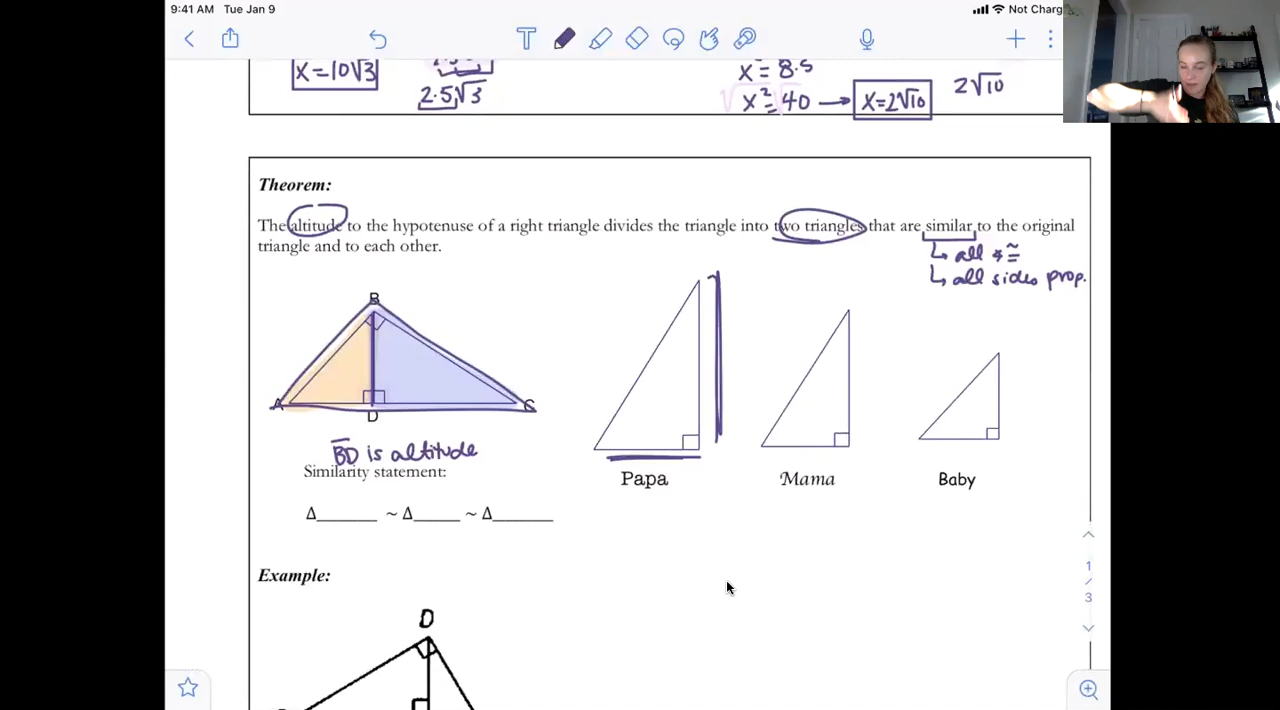 9:41 AM Tue Jan 9
Not Charg
X=10√3
2·5√3
X²=8·5
X²=40 → X=2√10
2√10
Theorem:
The altitude to the hypotenuse of a right triangle divides the triangle into two triangles that are similar to the original
triangle and to each other.
↳ all ∡ ≅
↳ all sides prop.
B
A
D
C
BD is altitude
Similarity statement:
Δ_______ ~ Δ_____ ~ Δ_______
Papa
Mama
Baby
Example:
D
1
/
3